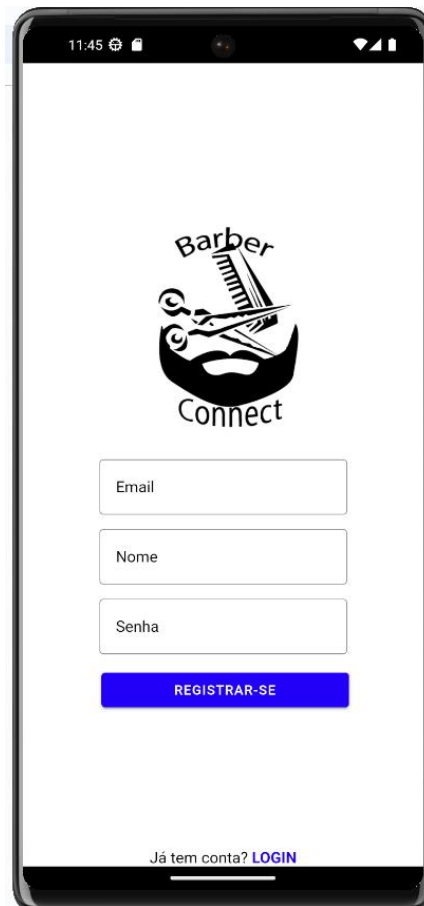 11:45
Barber
Connect
Email
Nome
Senha
REGISTRAR-SE
Já tem conta? LOGIN